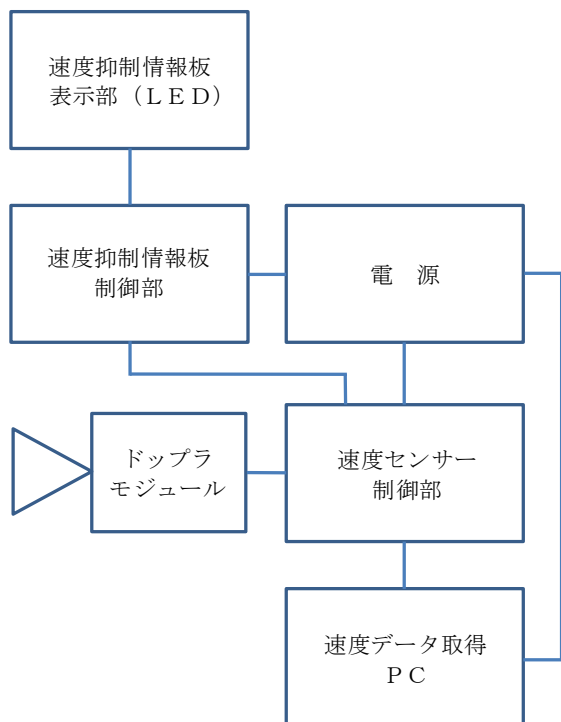 速度抑制情報板
表示部（ＬＥＤ）
速度抑制情報板
制御部
電　源
ドップラ
モジュール
速度センサー
制御部
速度データ取得
ＰＣ